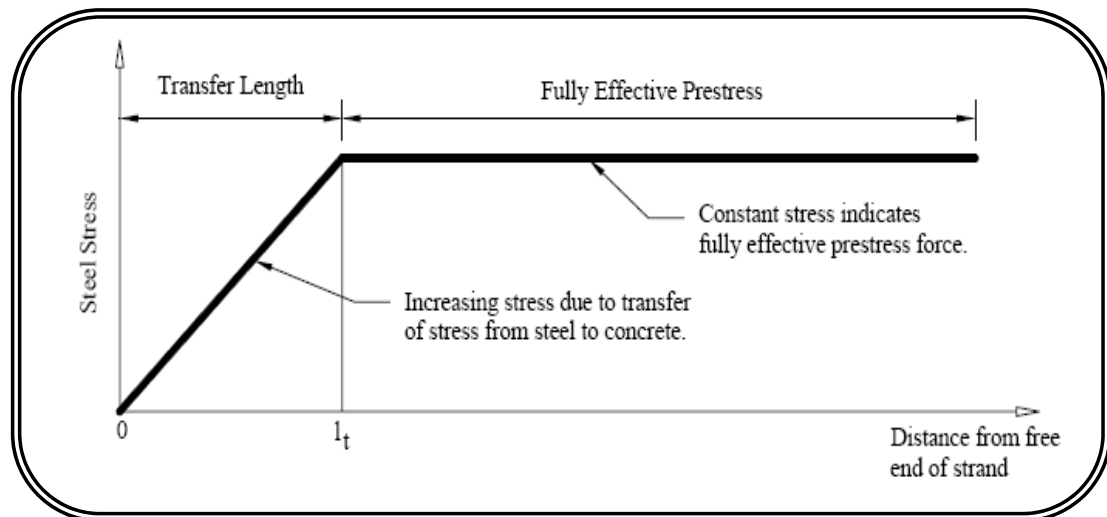 Transfer Length
Fully Effective Prestress
Steel Stress
Constant stress indicates
fully effective prestress force.
Increasing stress due to transfer
of stress from steel to concrete.
0
lt
Distance from free
end of strand